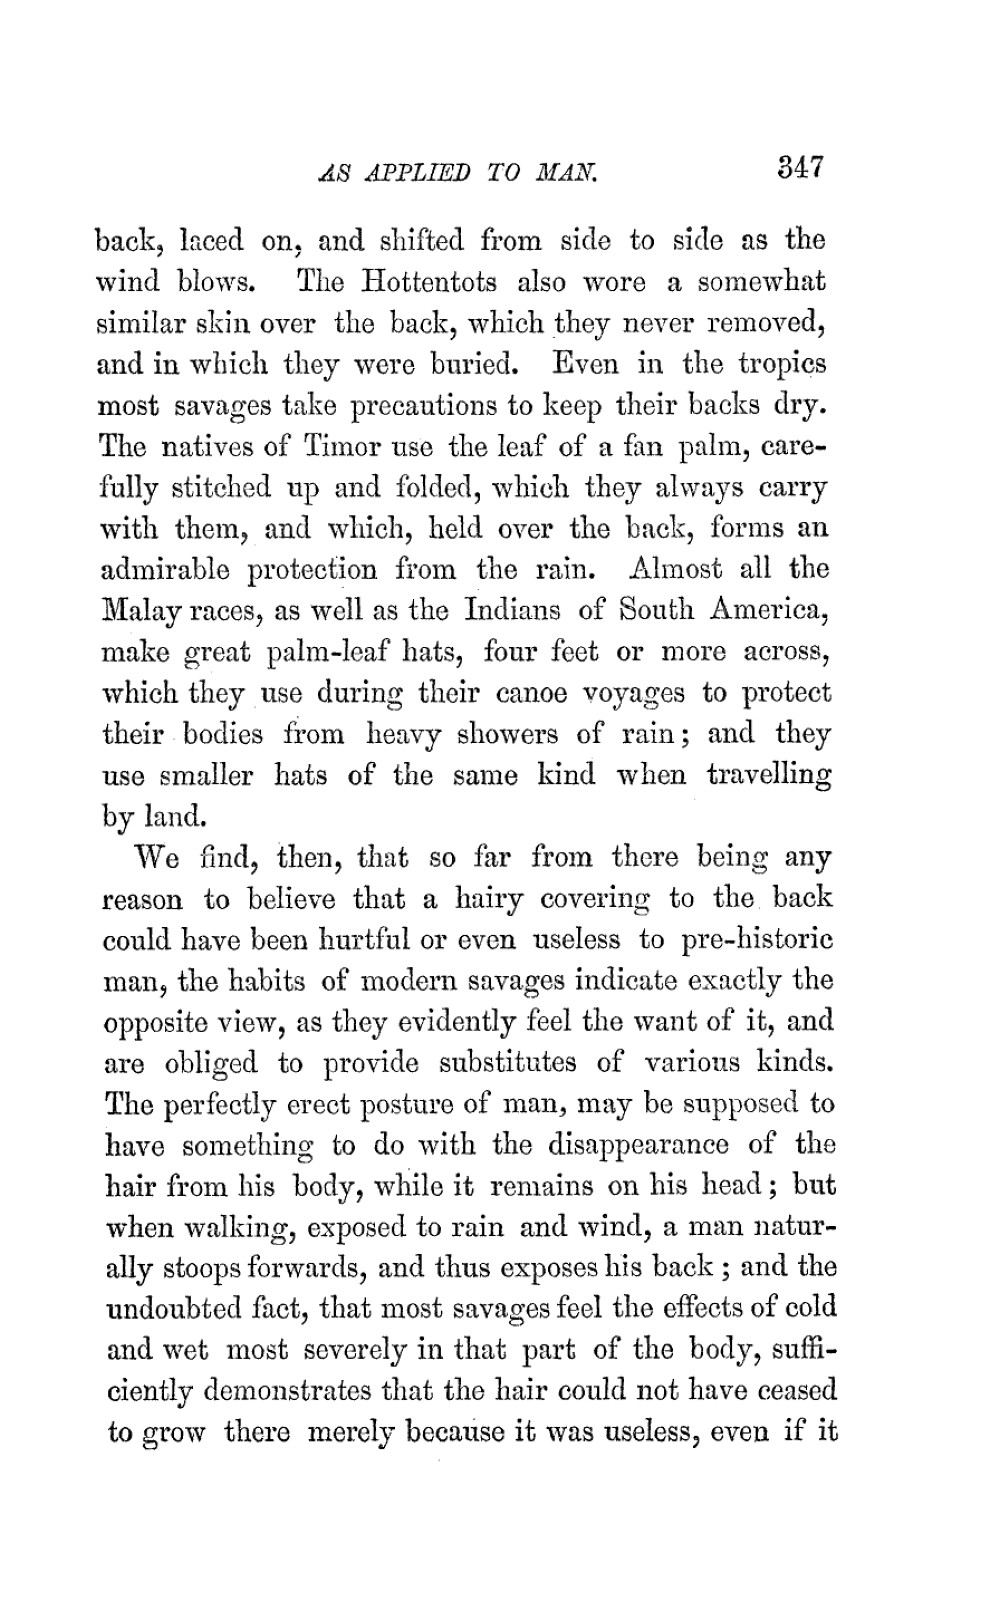 AS APPLIED TO MAN. 347
back, laced on, and shifted from side to side as the
wind blows. The Hottentots also wore a somewhat
similar skin over the back, which they never removed,
and in which they were buried. Even in the tropics
most savages take precautions to keep their backs dry.
The natives of Timor use the leaf of a fan palm, care-
fully stitched up and folded, which they always carry
with them, and which, held over the back, forms an
admirable protection from the rain. Almost all the
Malay races, as well as the Indians of South America,
make great palm-leaf hats, four feet or more across,
which they use during their canoe voyages to protect
their bodies from heavy showers of rain; and they
use smaller hats of the same kind when travelling
by land.
We find, then, that so far from there being any
reason to believe that a hairy covering to the back
could have been hurtful or even useless to pre-historic
man, the habits of modern savages indicate exactly the
opposite view, as they evidently feel the want of it, and
are obliged to provide substitutes of various kinds.
The perfectly erect posture of man, may be supposed to
have something to do with the disappearance of the
hair from his body, while it remains on his head; but
when walking, exposed to rain and wind, a man natur-
ally stoops forwards, and thus exposes his back; and the
undoubted fact, that most savages feel the effects of cold
and wet most severely in that part of the body, suffi-
ciently demonstrates that the hair could not have ceased
to grow there merely because it was useless, even if it